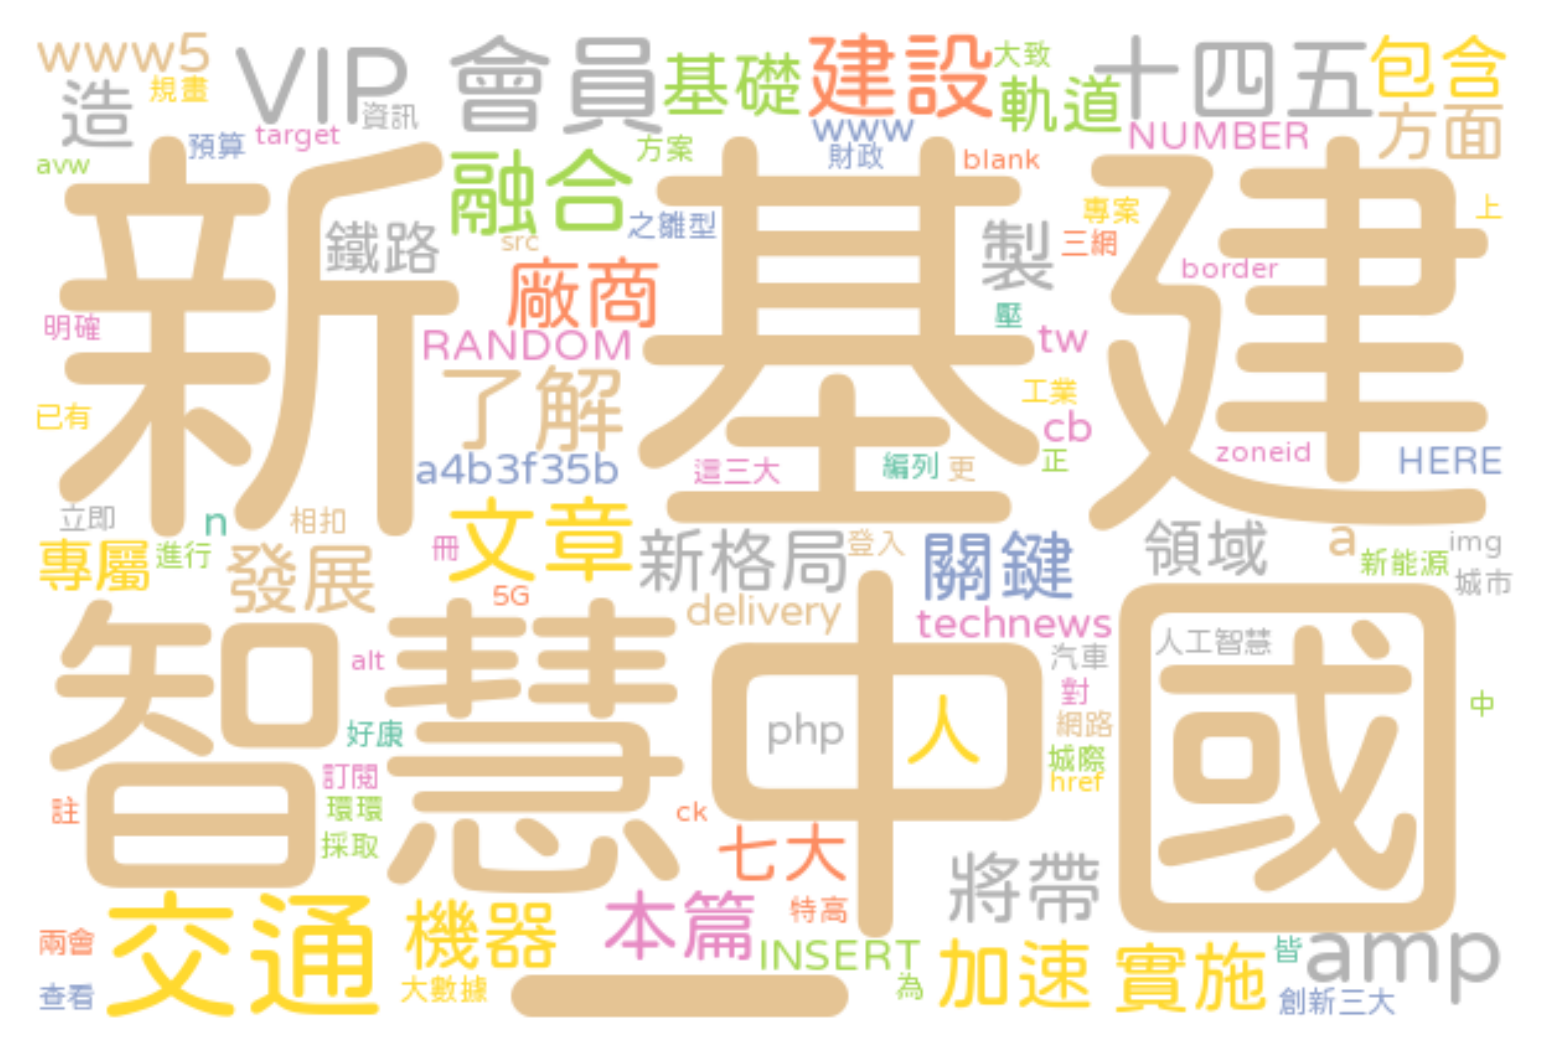 www5
VIP
會員
基礎
建設
大致
軌道
十四五
包含
造
規畫
資訊
www
NUMBER
方面
預算
target
方案
財政
blank
avw
新
基
建
融合
專案
上
鐵路
src
之雛型
製
三網
廠商
border
明確
RANDOM
壓
tw
了解
工業
已有
cb
a4b3f35b
這三大
編列
更
正
zoneid
HERE
立即
n
相扣
文章
新格局
登入
關鍵
領域
a
img
專屬
進行
發展
冊
新能源
城市
5G
delivery
technews
智慧
中
國
人工智慧
alt
汽車
對
php
人
網路
中
好康
城際
訂閱
href
註
環環
ck
採取
七大
將帶
交通
機器
本篇
特高
兩會
INSERT
加速
實施
皆
amp
查看
大數據
一
為
創新三大